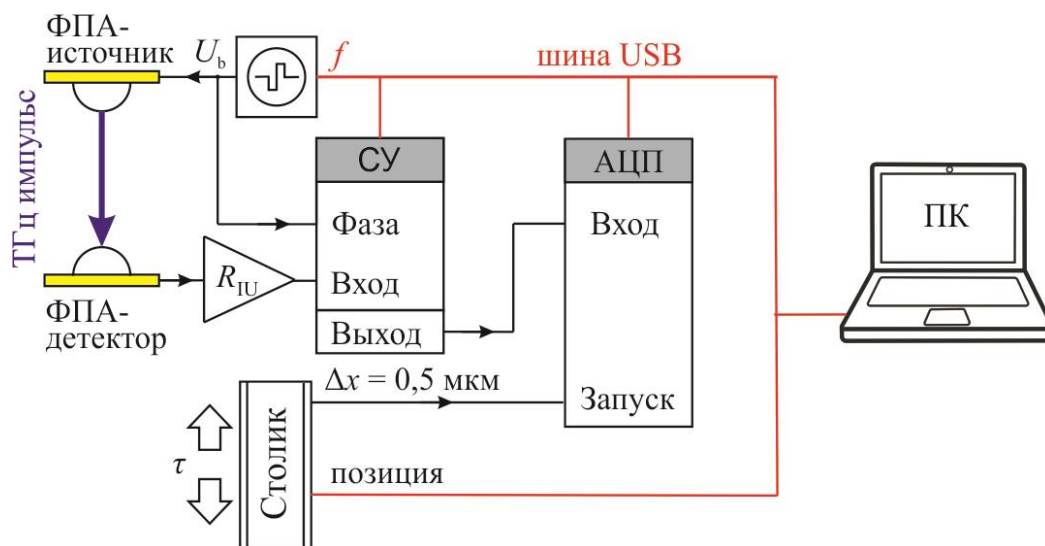 ФПА-
источник
U_b
f
шина USB
ТГц импульс
СУ
АЦП
Фаза
Вход
ПК
R_IU
Вход
ФПА-
детектор
Выход
Δx = 0,5 мкм
Запуск
τ
Столик
позиция